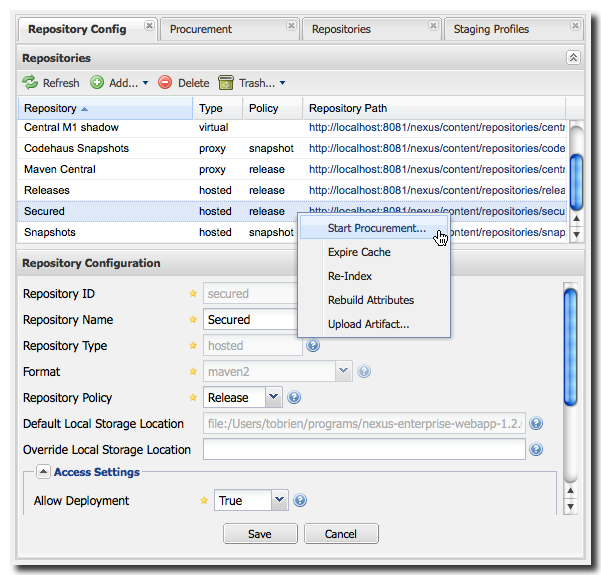 Repository Config Procurement Repositories Staging Profiles
Repositories
Refresh Add... Delete Trash...
Repository Type Policy Repository Path
Central M1 shadow virtual http://localhost:8081/nexus/content/repositories/centr
Codehaus Snapshots proxy snapshot http://localhost:8081/nexus/content/repositories/code
Maven Central proxy release http://localhost:8081/nexus/content/repositories/centr
Releases hosted release http://localhost:8081/nexus/content/repositories/relea
Secured hosted release http://localhost:8081/nexus/content/repositories/secu
Snapshots hosted snapshot http://localhost:8081/nexus/content/repositories/snap
Start Procurement...
Expire Cache
Re-Index
Rebuild Attributes
Upload Artifact...
Repository Configuration
Repository ID secured
Repository Name Secured
Repository Type hosted
Format maven2
Repository Policy Release
Default Local Storage Location file:/Users/tobrien/programs/nexus-enterprise-webapp-1.2.
Override Local Storage Location
Access Settings
Allow Deployment True
Save Cancel